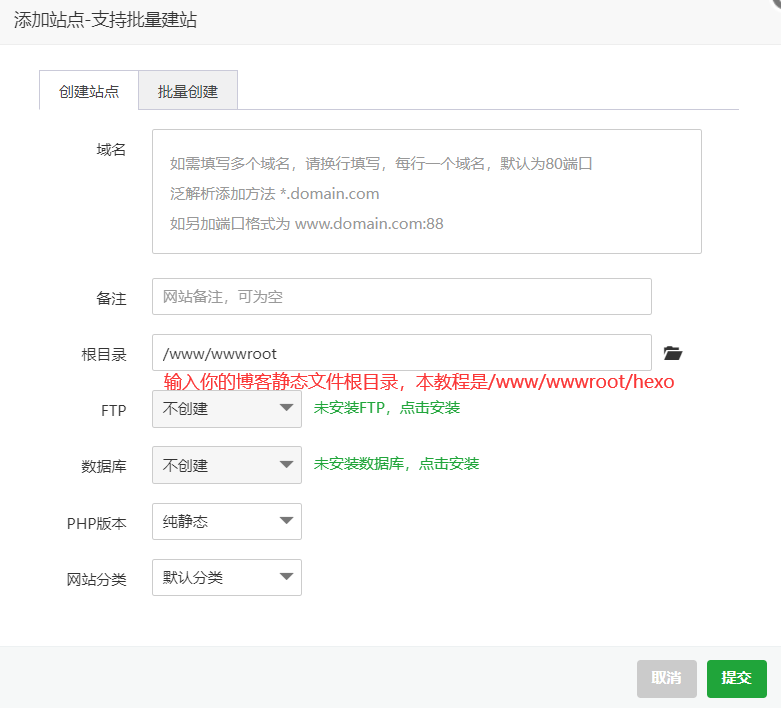 添加站点-支持批量建站
创建站点 批量创建
域名
如需填写多个域名，请换行填写，每行一个域名，默认为80端口
泛解析添加方法 *.domain.com
如另加端口格式为 www.domain.com:88
备注 网站备注，可为空
根目录 /www/wwwroot
输入你的博客静态文件根目录，本教程是/www/wwwroot/hexo
FTP 不创建 未安装FTP，点击安装
数据库 不创建 未安装数据库，点击安装
PHP版本 纯静态
网站分类 默认分类
取消 提交